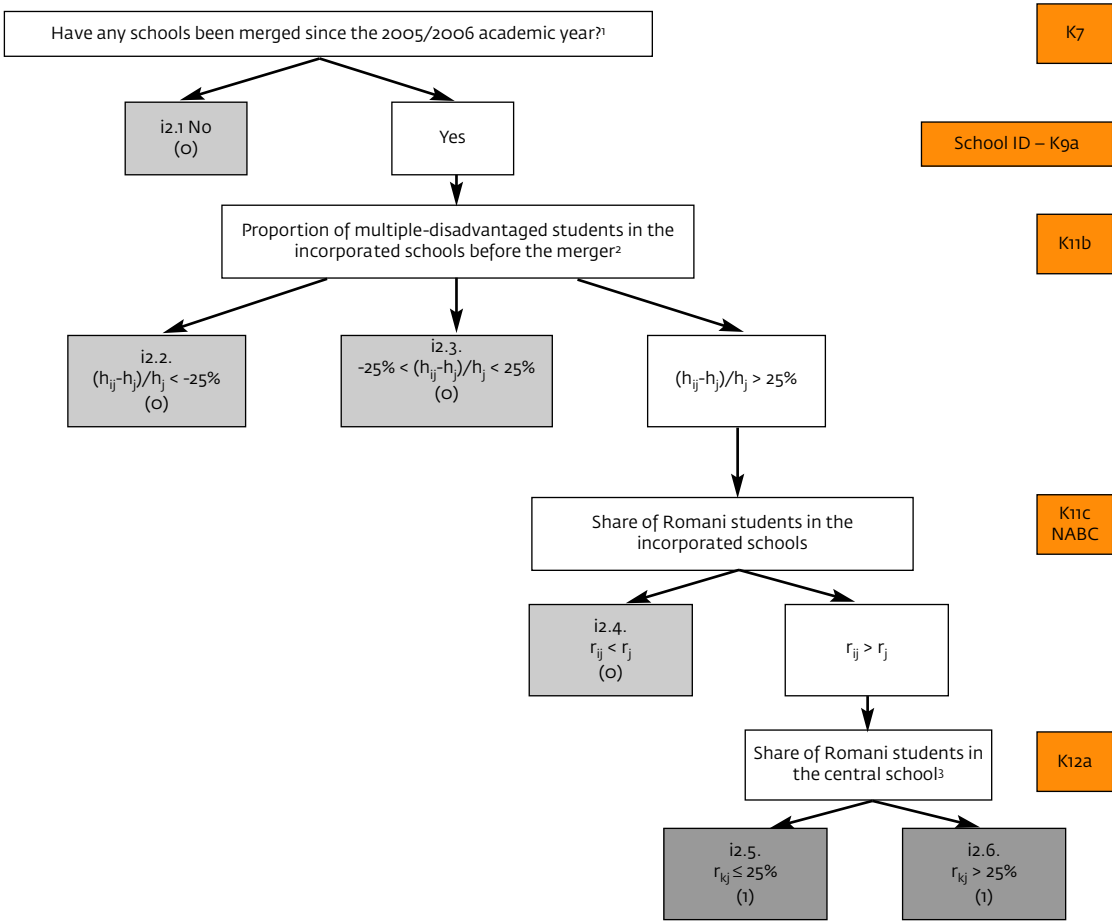 Have any schools been merged since the 2005/2006 academic year?¹
K7
i2.1 No
(0)
Yes
School ID – K9a
Proportion of multiple-disadvantaged students in the
incorporated schools before the merger²
K11b
i2.2.
(hij-hj)/hj < -25%
(0)
i2.3.
-25% < (hij-hj)/hj < 25%
(0)
(hij-hj)/hj > 25%
Share of Romani students in the
incorporated schools
K11c
NABC
i2.4.
rij < rj
(0)
rij > rj
Share of Romani students in
the central school³
K12a
i2.5.
rkj ≤ 25%
(1)
i2.6.
rkj > 25%
(1)